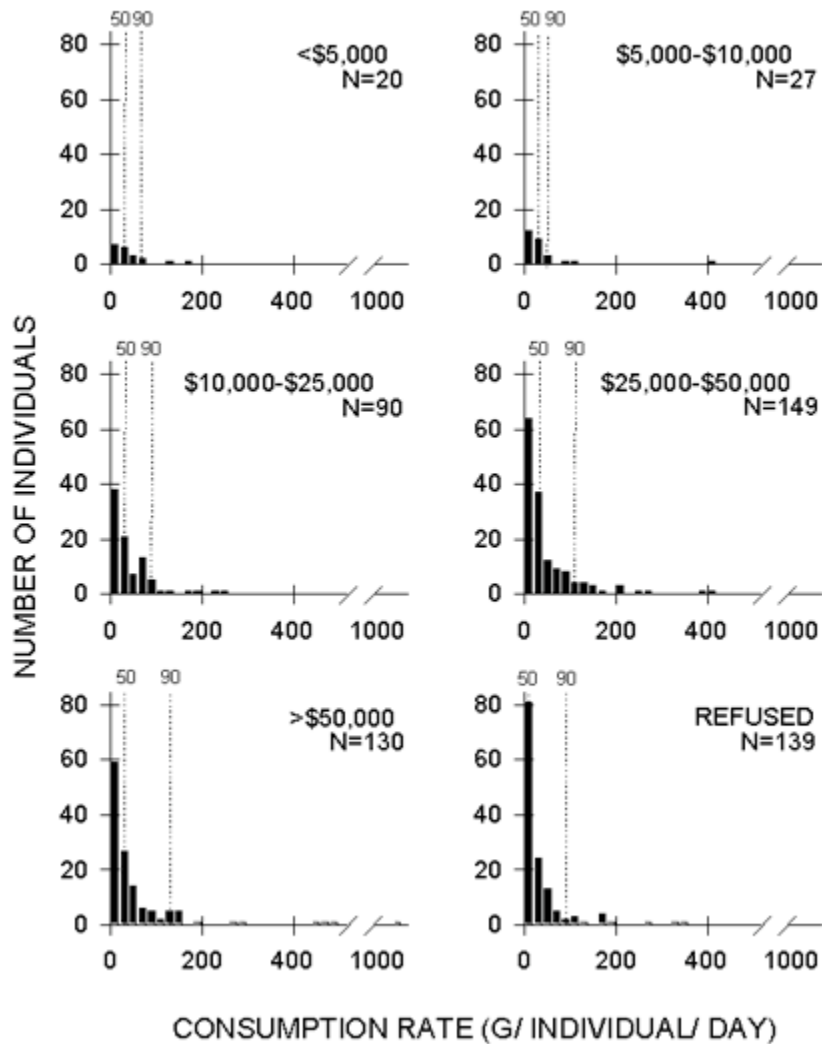 50 90
80
<$5,000
N=20
60
40
20
0
0 200 400 1000
50 90
80
$5,000-$10,000
N=27
60
40
20
0
0 200 400 1000
50 90
80
$10,000-$25,000
N=90
60
40
20
0
0 200 400 1000
50 90
80
$25,000-$50,000
N=149
60
40
20
0
0 200 400 1000
50 90
80
>$50,000
N=130
60
40
20
0
0 200 400 1000
50 90
80
REFUSED
N=139
60
40
20
0
0 200 400 1000
NUMBER OF INDIVIDUALS
CONSUMPTION RATE (G/ INDIVIDUAL/ DAY)